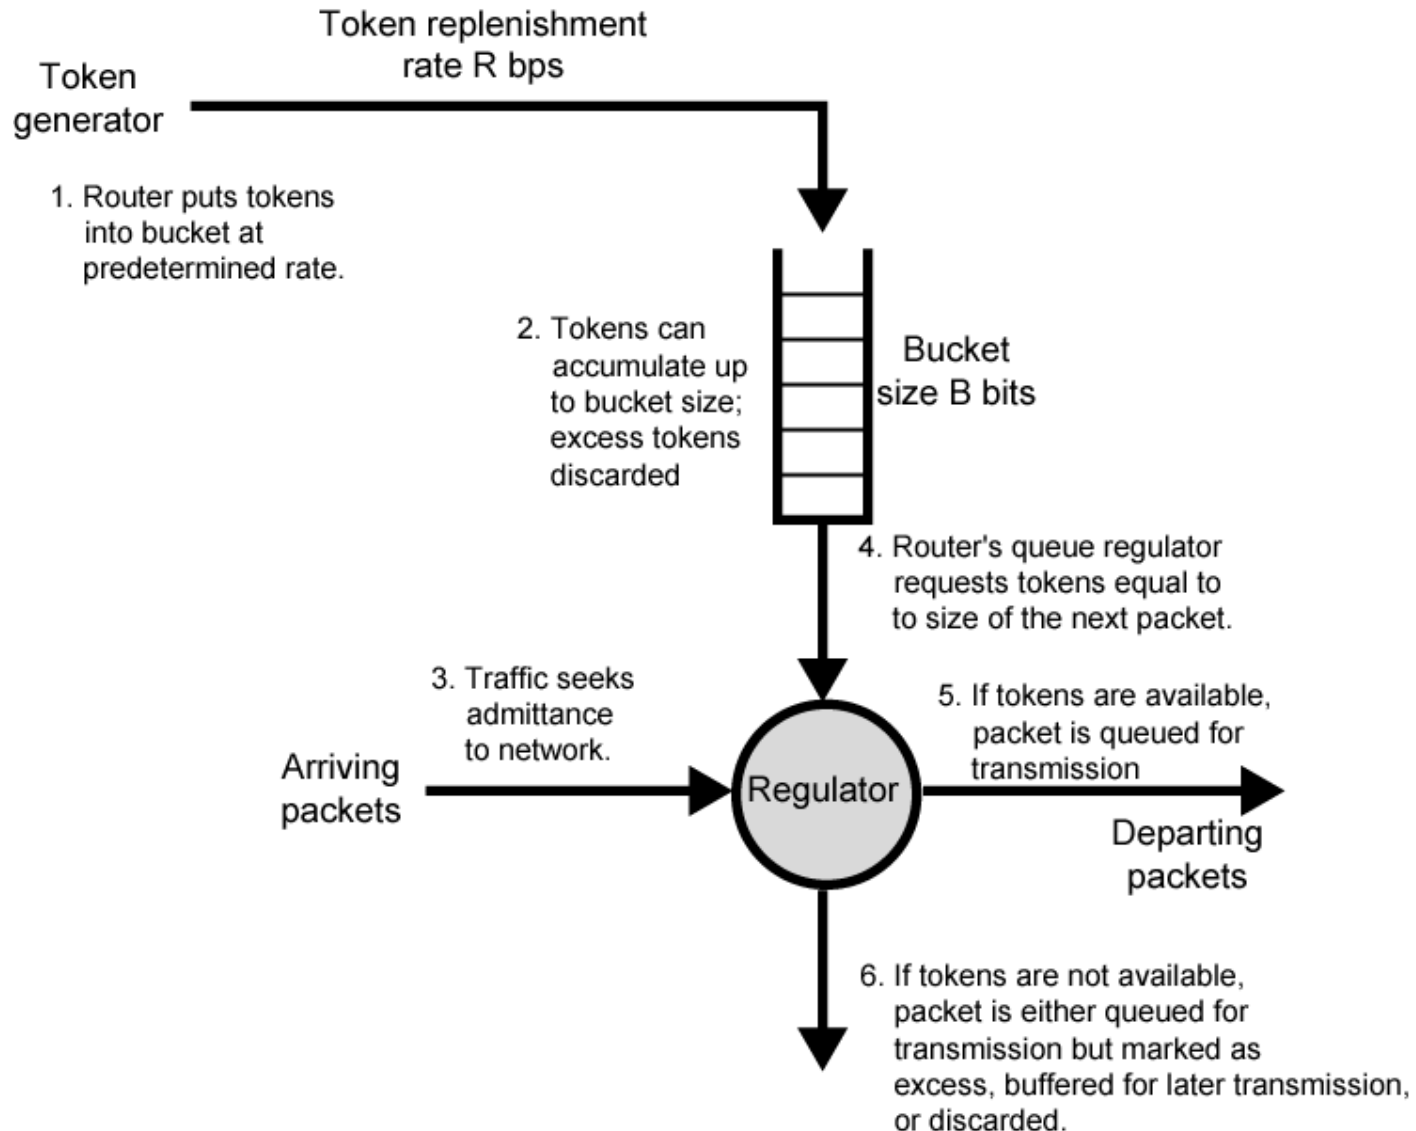 Token replenishment
rate R bps
Token
generator
1. Router puts tokens
into bucket at
predetermined rate.
2. Tokens can
accumulate up
to bucket size;
excess tokens
discarded
Bucket
size B bits
4. Router's queue regulator
requests tokens equal to
to size of the next packet.
3. Traffic seeks
admittance
to network.
5. If tokens are available,
packet is queued for
transmission
Arriving
packets
Regulator
Departing
packets
6. If tokens are not available,
packet is either queued for
transmission but marked as
excess, buffered for later transmission,
or discarded.